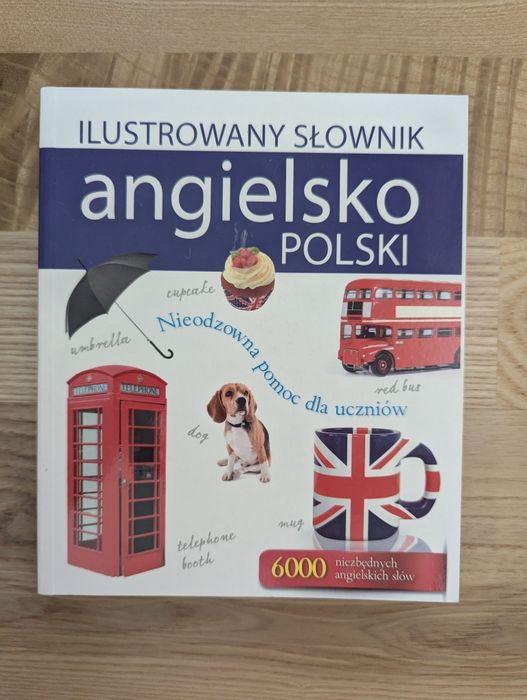 ILUSTROWANY SŁOWNIK
angielsko
POLSKI
cupcake
umbrella
Nieodzowna pomoc dla uczniów
red bus
TELEPHONE
TELEPHONE
dog
mug
telephone
booth
6000 niezbędnych
angielskich słów